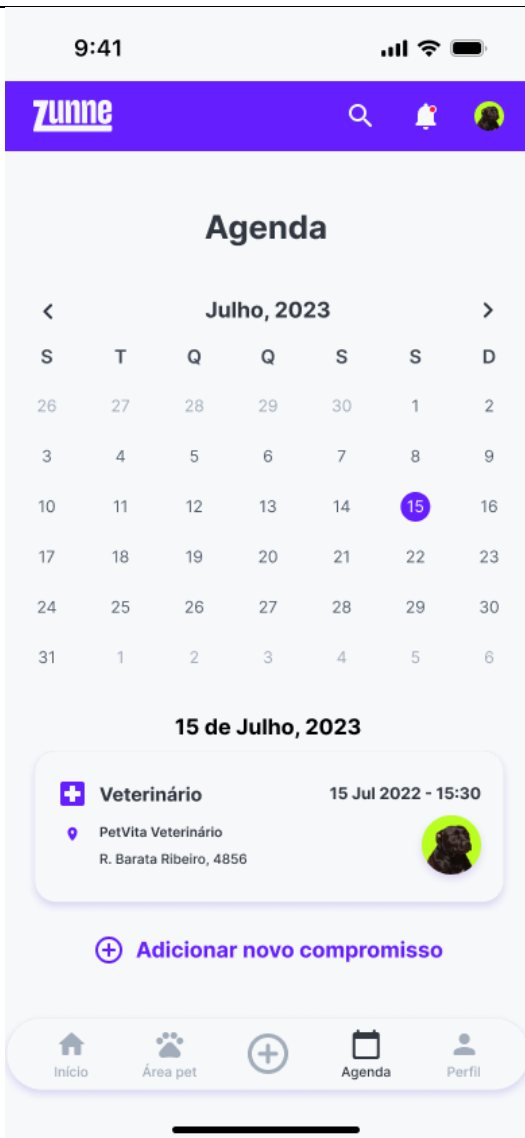 9:41
zunne
Agenda
Julho, 2023
S T Q Q S S D
26 27 28 29 30 1 2
3 4 5 6 7 8 9
10 11 12 13 14 15 16
17 18 19 20 21 22 23
24 25 26 27 28 29 30
31 1 2 3 4 5 6
15 de Julho, 2023
Veterinário 15 Jul 2022 - 15:30
PetVita Veterinário
R. Barata Ribeiro, 4856
Adicionar novo compromisso
Início Área pet Agenda Perfil